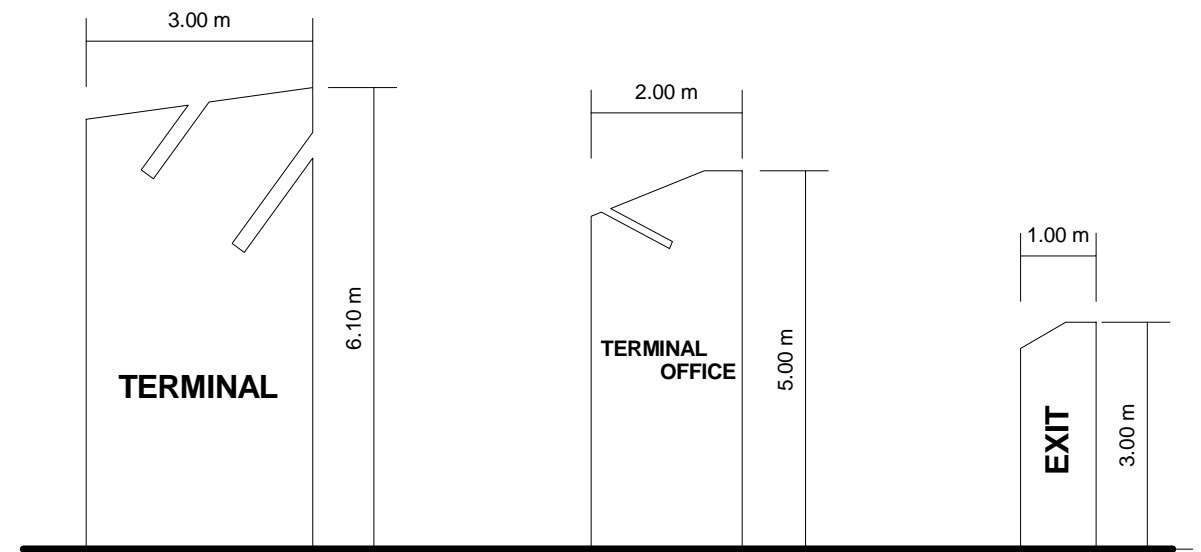 3.00 m
6.10 m
TERMINAL
2.00 m
5.00 m
TERMINAL
OFFICE
1.00 m
3.00 m
EXIT